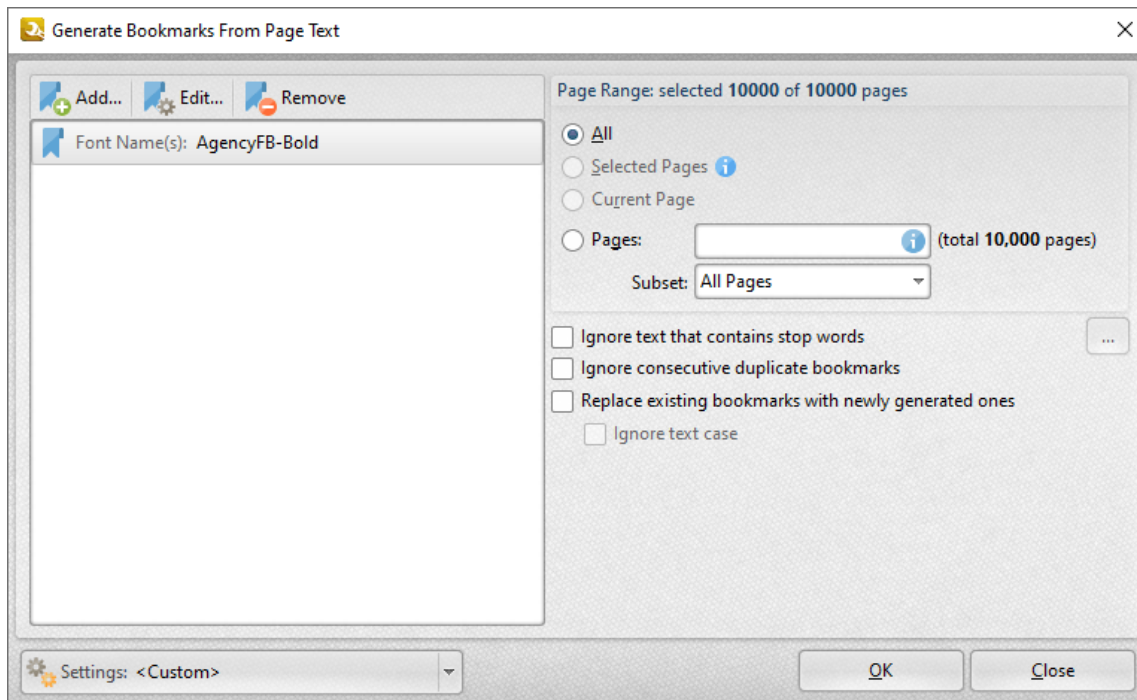 Generate Bookmarks From Page Text
Add... Edit... Remove
Font Name(s): AgencyFB-Bold
Page Range: selected 10000 of 10000 pages
All
Selected Pages
Current Page
Pages: (total 10,000 pages)
Subset: All Pages
Ignore text that contains stop words ...
Ignore consecutive duplicate bookmarks
Replace existing bookmarks with newly generated ones
Ignore text case
Settings: <Custom>
OK Close